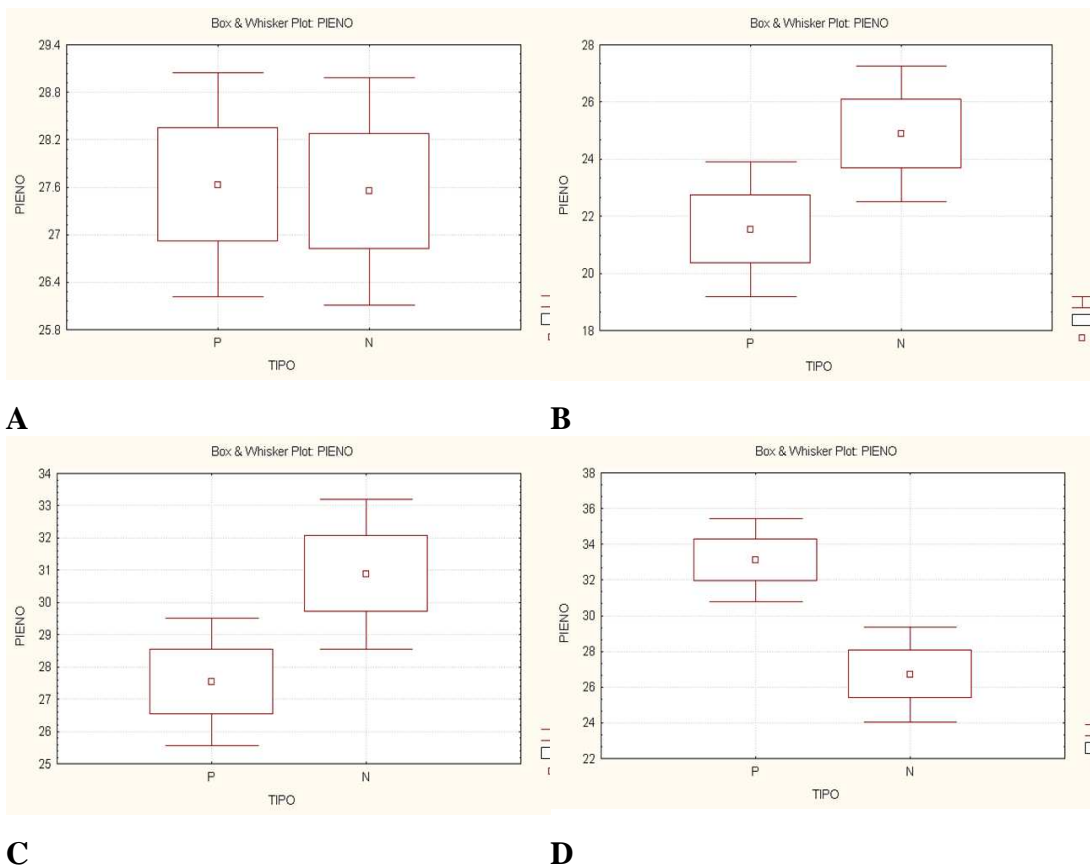 Box & Whisker Plot: PIENO
29.4
28.8
28.2
27.6
27
26.4
25.8
PIENO
P
N
TIPO
Box & Whisker Plot: PIENO
28
26
24
22
20
18
PIENO
P
N
TIPO
A
B
Box & Whisker Plot: PIENO
34
33
32
31
30
29
28
27
26
25
PIENO
P
N
TIPO
Box & Whisker Plot: PIENO
38
36
34
32
30
28
26
24
22
PIENO
P
N
TIPO
C
D